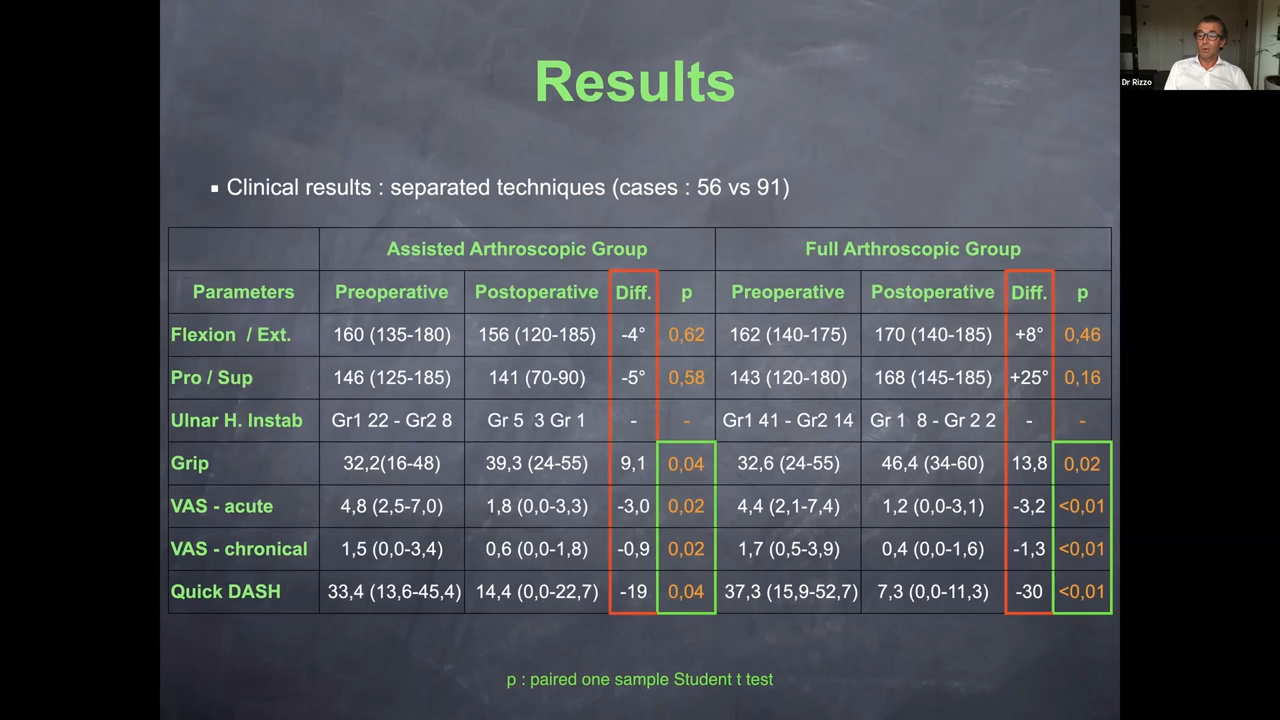 Results
Dr Rizzo
▪ Clinical results : separated techniques (cases : 56 vs 91)
Assisted Arthroscopic Group Full Arthroscopic Group
Parameters Preoperative Postoperative Diff. p Preoperative Postoperative Diff. p
Flexion / Ext. 160 (135-180) 156 (120-185) -4° 0,62 162 (140-175) 170 (140-185) +8° 0,46
Pro / Sup 146 (125-185) 141 (70-90) -5° 0,58 143 (120-180) 168 (145-185) +25° 0,16
Ulnar H. Instab Gr1 22 - Gr2 8 Gr 5 3 Gr 1 - - Gr1 41 - Gr2 14 Gr 1 8 - Gr 2 2 - -
Grip 32,2(16-48) 39,3 (24-55) 9,1 0,04 32,6 (24-55) 46,4 (34-60) 13,8 0,02
VAS - acute 4,8 (2,5-7,0) 1,8 (0,0-3,3) -3,0 0,02 4,4 (2,1-7,4) 1,2 (0,0-3,1) -3,2 <0,01
VAS - chronical 1,5 (0,0-3,4) 0,6 (0,0-1,8) -0,9 0,02 1,7 (0,5-3,9) 0,4 (0,0-1,6) -1,3 <0,01
Quick DASH 33,4 (13,6-45,4) 14,4 (0,0-22,7) -19 0,04 37,3 (15,9-52,7) 7,3 (0,0-11,3) -30 <0,01
p : paired one sample Student t test